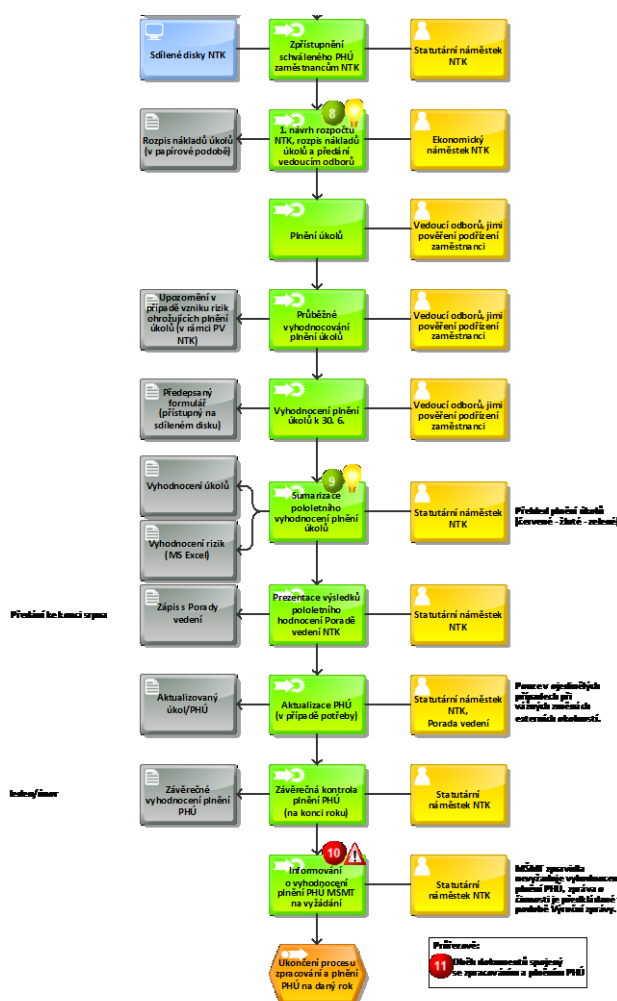 Sdílené disky NTK
Zpřístupnění
schváleného PHÚ
zaměstnancům NTK
Statutární náměstek
NTK
Rozpis nákladů úkolů
(v papírové podobě)
8
1. návrh rozpočtu
NTK, rozpis nákladů
úkolů a předání
vedoucím odborů
Ekonomický
náměstek NTK
Plnění úkolů
Vedoucí odborů, jimi
pověření podřízení
zaměstnanci
Upozornění v
případě vzniku rizik
ohrožujících plnění
úkolů (v rámci PV
NTK)
Průběžné
vyhodnocování
plnění úkolů
Vedoucí odborů, jimi
pověření podřízení
zaměstnanci
Předepsaný
formulář
(přístupný na
sdíleném disku)
Vyhodnocení plnění
úkolů k 30. 6.
Vedoucí odborů, jimi
pověření podřízení
zaměstnanci
Vyhodnocení úkolů
Vyhodnocení rizik
(MS Excel)
9
Sumarizace
pololetního
vyhodnocení plnění
úkolů
Statutární náměstek
NTK
Přehled plnění úkolů
(červené - žluté - zelené)
Předání ke konci srpna
Zápis s Porady
vedení
Prezentace výsledků
pololetního
hodnocení Poradě
vedení NTK
Statutární náměstek
NTK
Aktualizovaný
úkol/PHÚ
Aktualizace PHÚ
(v případě potřeby)
Statutární náměstek
NTK,
Porada vedení
Pouze v ojedinělých
případech při
vážných změnách
externích okolností.
leden/únor
Závěrečné
vyhodnocení plnění
PHÚ
Závěrečná kontrola
plnění PHÚ
(na konci roku)
Statutární
náměstek NTK
10
Informování
o vyhodnocení
plnění PHÚ MŠMT
na vyžádání
Statutární
náměstek NTK
MŠMT zpravidla
nevyžaduje vyhodnocení
plnění PHÚ, zpráva o
činnosti je předkládána
podobě Výroční zprávy.
Ukončení procesu
zpracování a plnění
PHÚ na daný rok
Průřezově:
11
Oběh dokumentů spojený
se zpracováním a plněním PHÚ